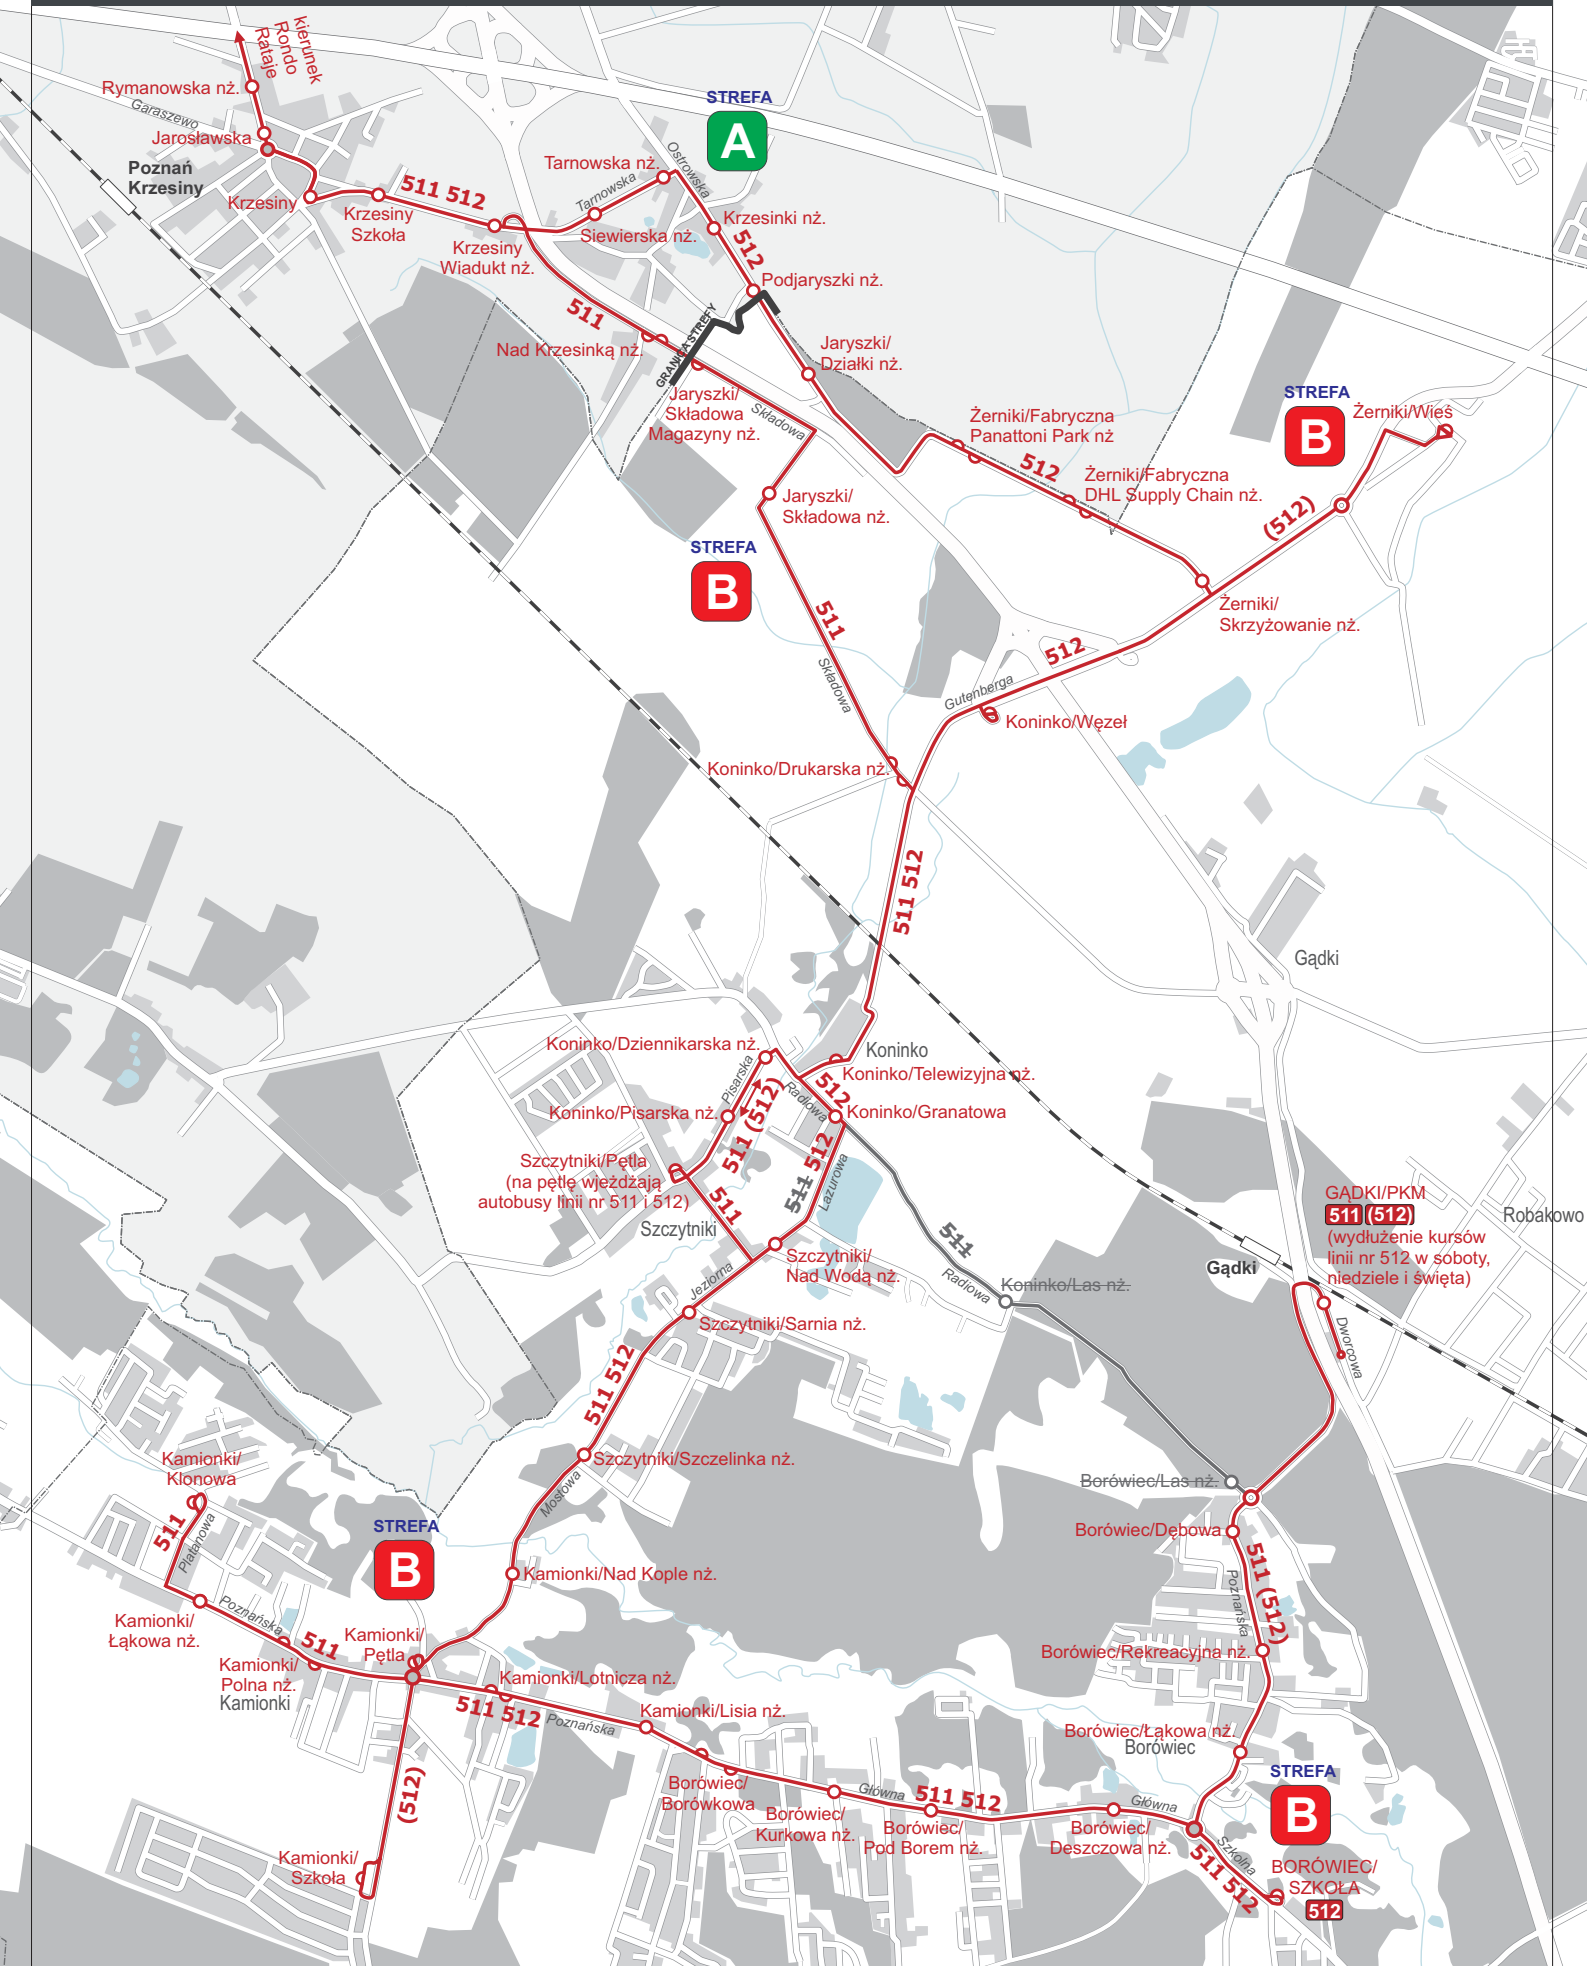 kierunek
Rondo
Rataje
Rymanowska nż.
Garaszewo
Jarosławska
Poznań
Krzesiny
Krzesiny
Krzesiny
Szkoła
511 512
Krzesiny
Wiadukt nż.
Tarnowska nż.
Tarnowska
Siewierska nż.
Ostrowska
STREFA
A
Krzesinki nż.
512
Podjaryszki nż.
511
Nad Krzesinką nż.
GRANICA STREFY
Jaryszki/
Działki nż.
Jaryszki/
Składowa
Magazyny nż.
Składowa
Żerniki/Fabryczna
Panattoni Park nż
512
Żerniki/Fabryczna
DHL Supply Chain nż.
STREFA
B
Żerniki/Wieś
(512)
Jaryszki/
Składowa nż.
STREFA
B
511
Składowa
Żerniki/
Skrzyżowanie nż.
512
Gutenberga
Koninko/Węzeł
Koninko/Drukarska nż.
511 512
Gądki
Koninko/Dziennikarska nż.
Pisarska
Koninko
Koninko/Telewizyjna nż.
512
Radiowa
Koninko/Granatowa
Koninko/Pisarska nż.
511 (512)
Szczytniki/Pętla
(na pętlę wjeżdżają
autobusy linii nr 511 i 512)
Szczytniki
511
511 512
Lazurowa
Szczytniki/
Nad Wodą nż.
Jeziorna
Szczytniki/Sarnia nż.
511
Radiowa
Koninko/Las nż.
Gądki
GĄDKI/PKM
511 (512)
(wydłużenie kursów
linii nr 512 w soboty,
niedziele i święta)
Robakowo
Dworcowa
511 512
Szczytniki/Szczelinka nż.
Mostowa
Kamionki/
Klonowa
511
Platanowa
STREFA
B
Kamionki/Nad Kople nż.
Borówiec/Las nż.
Borówiec/Dębowa
511 (512)
Poznańska
Kamionki/
Łąkowa nż.
Poznańska
511
Kamionki/
Polna nż.
Kamionki
Kamionki/
Pętla
Kamionki/Lotnicza nż.
511 512
Poznańska
Kamionki/Lisia nż.
Borówiec/Rekreacyjna nż.
Borówiec/Łąkowa nż.
Borówiec
STREFA
B
(512)
Borówiec/
Borówkowa
Borówiec/
Kurkowa nż.
Główna
511 512
Borówiec/
Pod Borem nż.
Główna
Borówiec/
Deszczowa nż.
Szkolna
511 512
Kamionki/
Szkoła
BORÓWIEC/
SZKOŁA
512